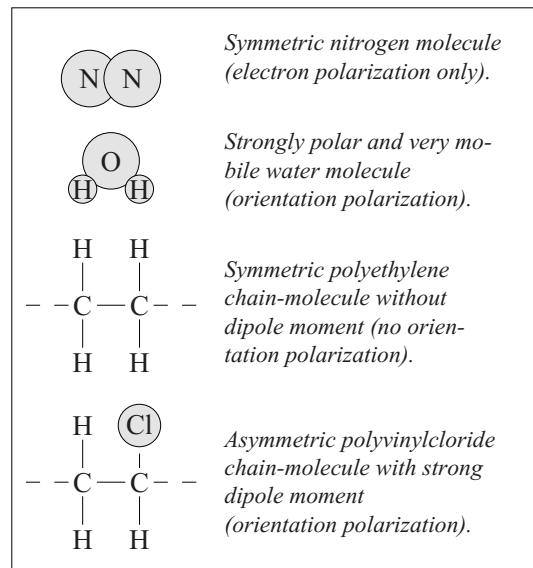 N N
Symmetric nitrogen molecule
(electron polarization only).
O
H H
Strongly polar and very mo-
bile water molecule
(orientation polarization).
H H
– – C — C – –
H H
Symmetric polyethylene
chain-molecule without
dipole moment (no orien-
tation polarization).
H Cl
– – C — C – –
H H
Asymmetric polyvinylcloride
chain-molecule with strong
dipole moment
(orientation polarization).